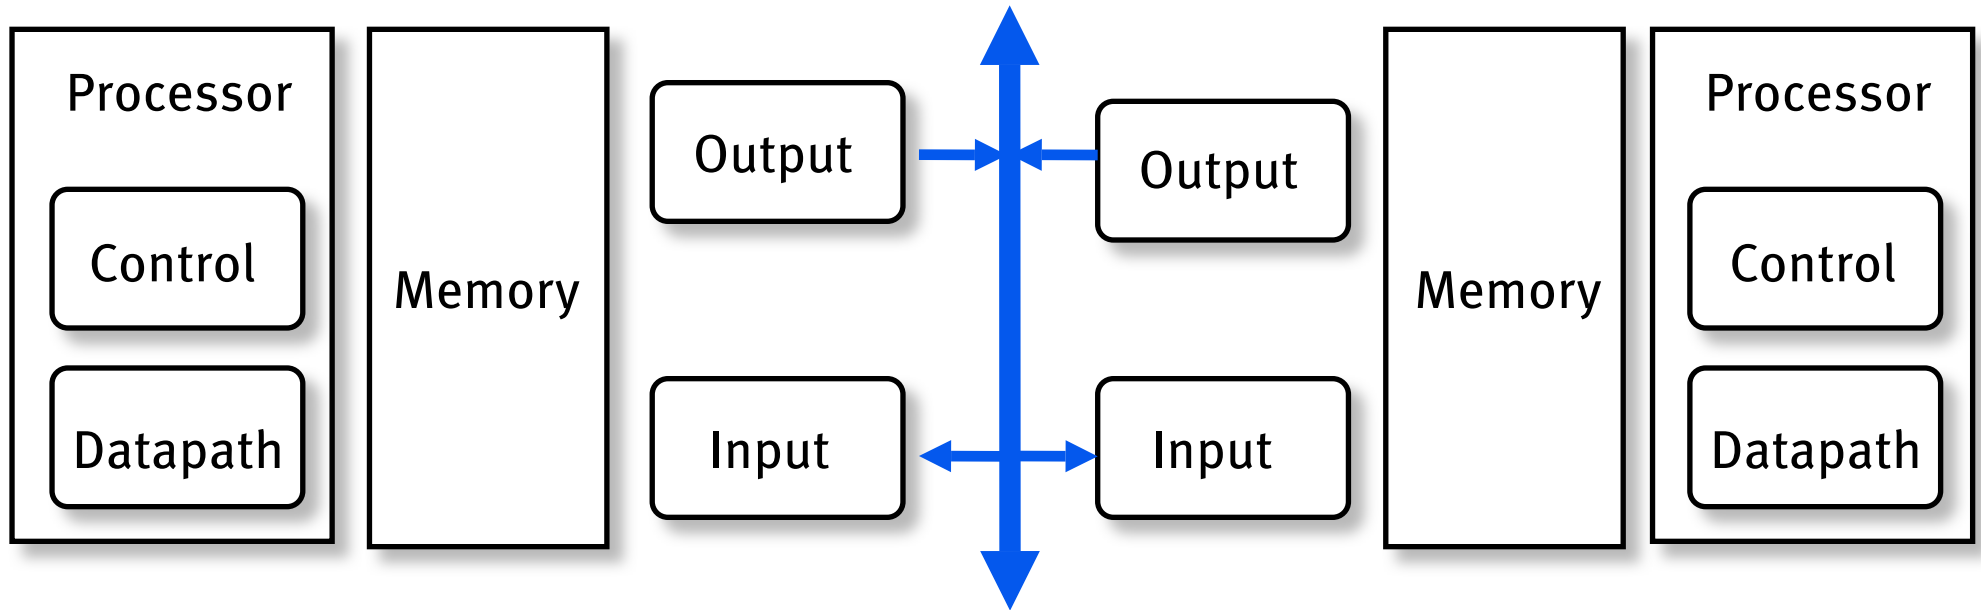 Processor
Control
Datapath
Memory
Output
Input
Output
Input
Memory
Processor
Control
Datapath